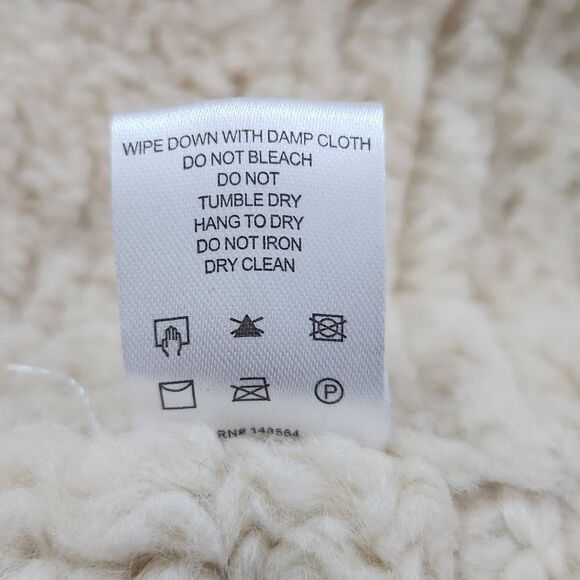 WIPE DOWN WITH DAMP CLOTH
DO NOT BLEACH
DO NOT
TUMBLE DRY
HANG TO DRY
DO NOT IRON
DRY CLEAN
P
RN#